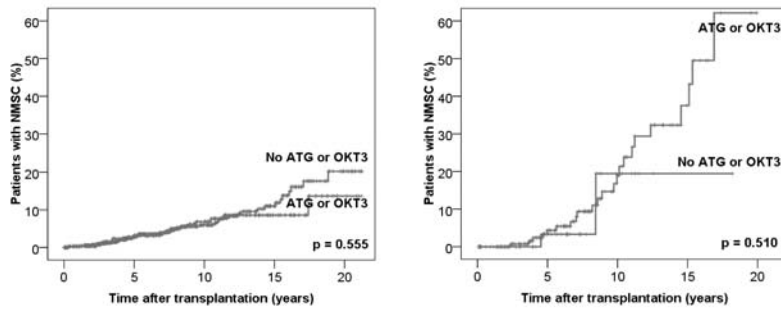 60
50
40
30
20
10
0
Patients with NMSC (%)
No ATG or OKT3
ATG or OKT3
p = 0.555
0 5 10 15 20
Time after transplantation (years)
60
50
40
30
20
10
0
Patients with NMSC (%)
ATG or OKT3
No ATG or OKT3
p = 0.510
0 5 10 15 20
Time after transplantation (years)